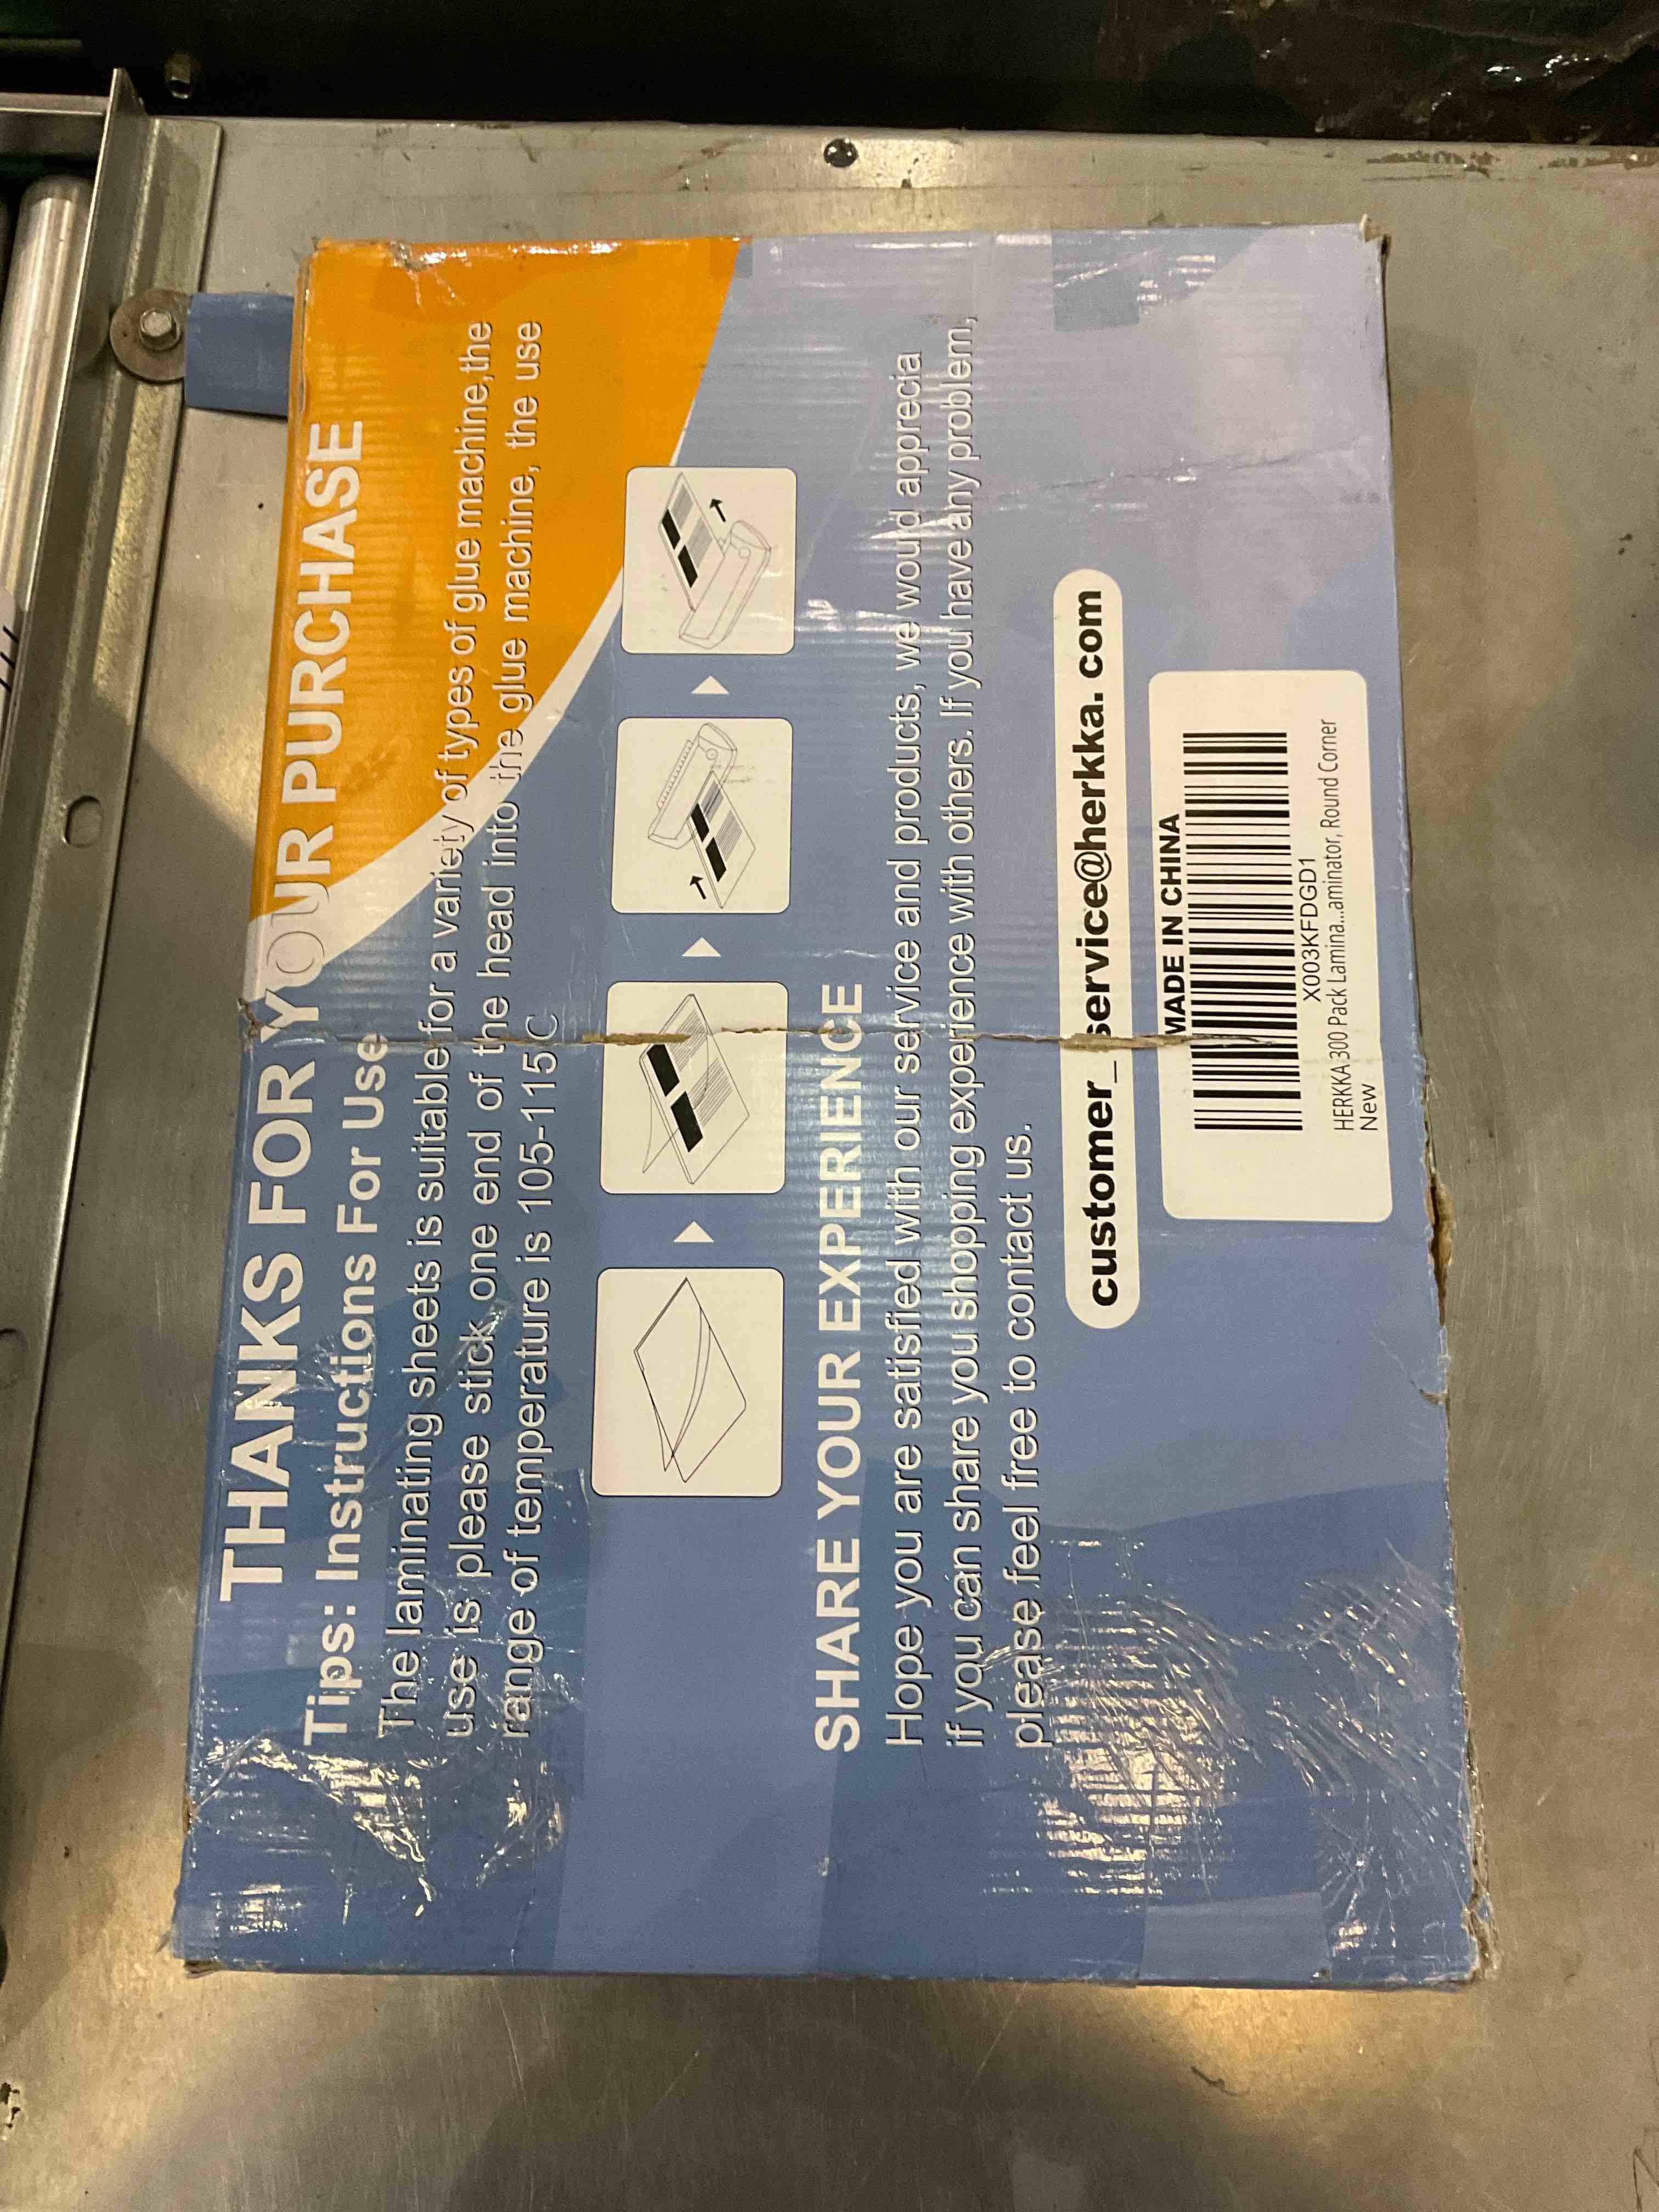 THANKS FOR YOUR PURCHASE
Tips: Instructions For Use
The laminating sheets is suitable for a variety of types of glue machine,the
use is please stick one end of the head into the glue machine, the use
range of temperature is 105-115C
SHARE YOUR EXPERIENCE
Hope you are satisfied with our service and products, we would apprecia
if you can share you shopping experience with others. If you have any problem,
please feel free to contact us.
customer_service@herkka.com
MADE IN CHINA
X003KFDGD1
HERKKA 300 Pack Lamina...aminator, Round Corner
New